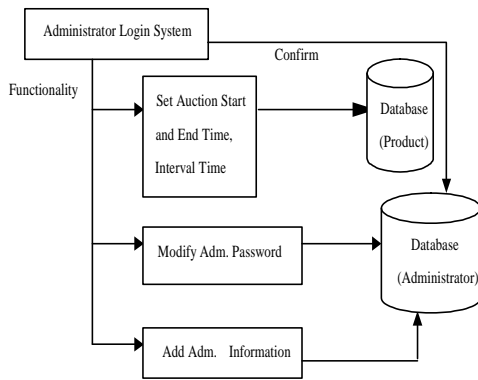 Administrator Login System
Confirm
Functionality
Set Auction Start
and End Time,
Interval Time
Database
(Product)
Modify Adm. Password
Database
(Administrator)
Add Adm. Information